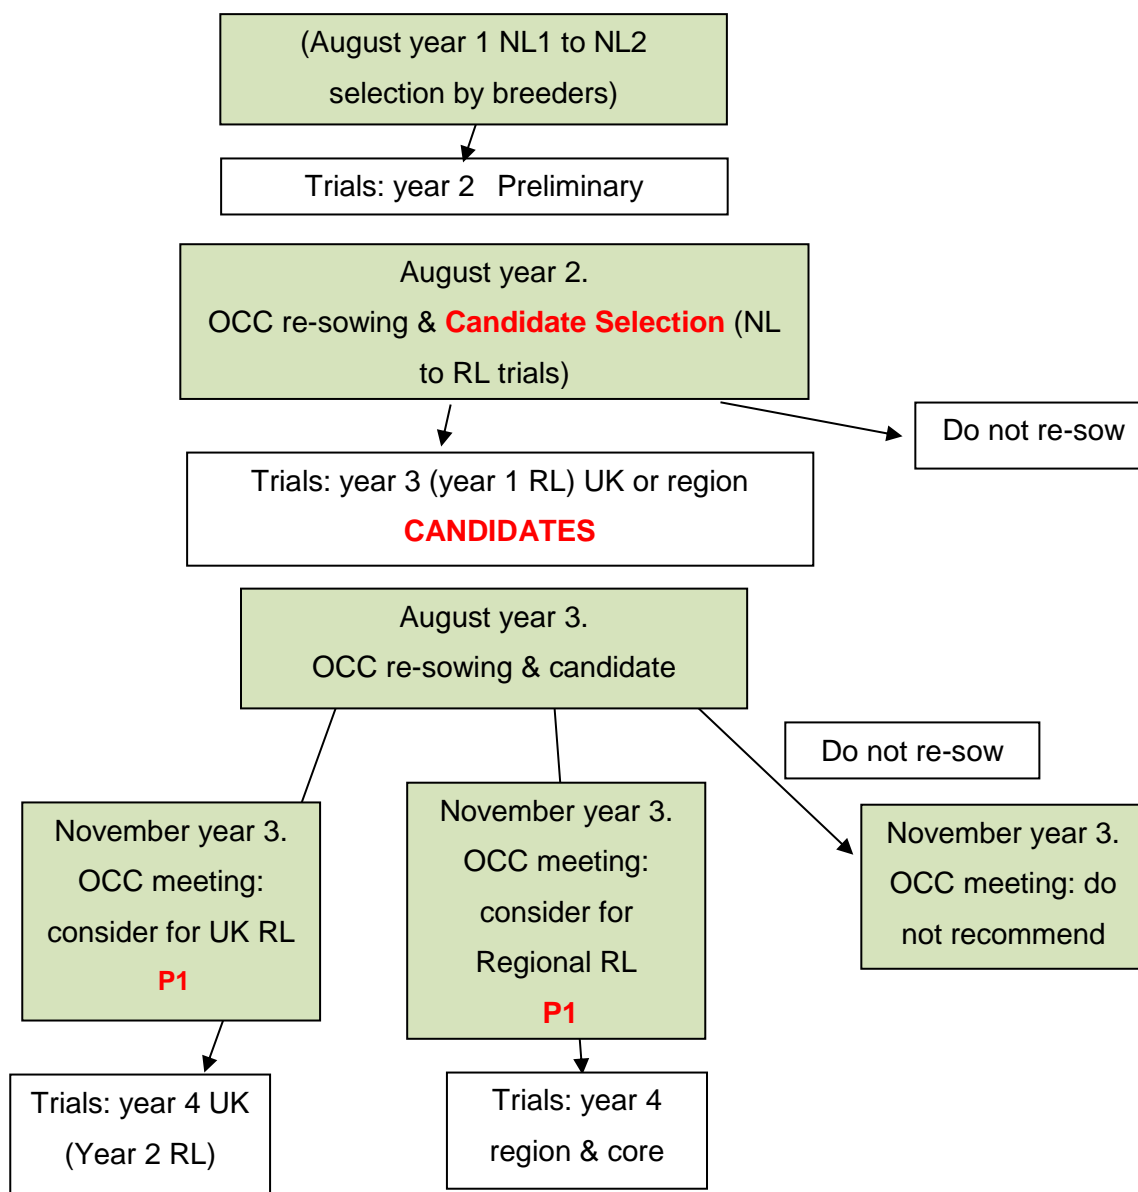 (August year 1 NL1 to NL2
selection by breeders)
Trials: year 2   Preliminary
August year 2.
OCC re-sowing & Candidate Selection (NL
to RL trials)
Do not re-sow
Trials: year 3 (year 1 RL) UK or region
CANDIDATES
August year 3.
OCC re-sowing & candidate
Do not re-sow
November year 3.
OCC meeting:
consider for UK RL
P1
November year 3.
OCC meeting:
consider for
Regional RL
P1
November year 3.
OCC meeting: do
not recommend
Trials: year 4 UK
(Year 2 RL)
Trials: year 4
region & core